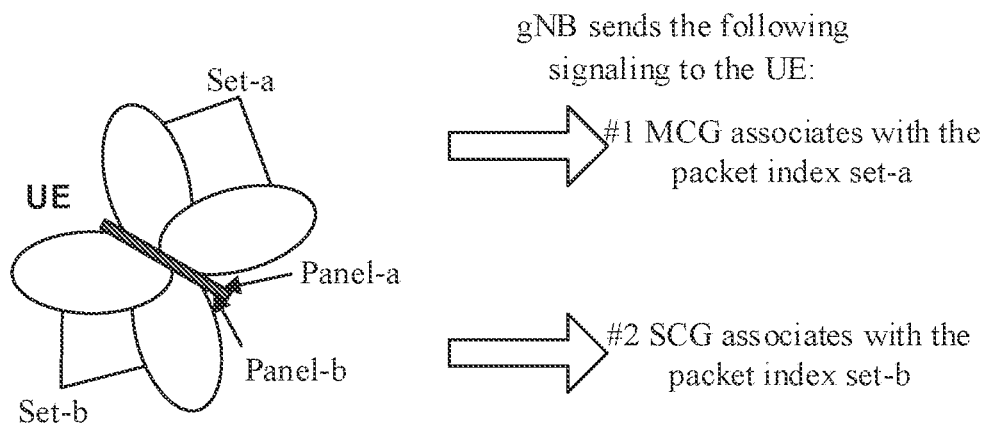 gNB sends the following
signaling to the UE:
Set-a
#1 MCG associates with the
packet index set-a
UE
Panel-a
#2 SCG associates with the
packet index set-b
Panel-b
Set-b